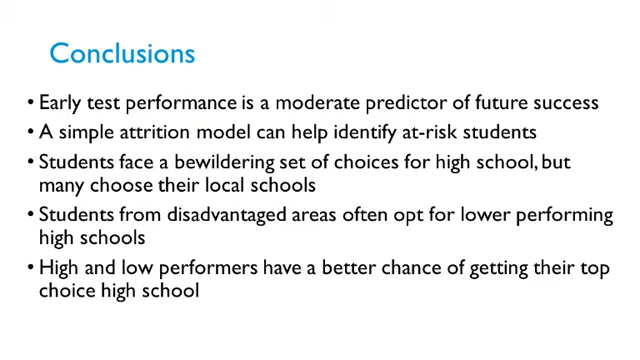 Conclusions
• Early test performance is a moderate predictor of future success
• A simple attrition model can help identify at-risk students
• Students face a bewildering set of choices for high school, but
many choose their local schools
• Students from disadvantaged areas often opt for lower performing
high schools
• High and low performers have a better chance of getting their top
choice high school